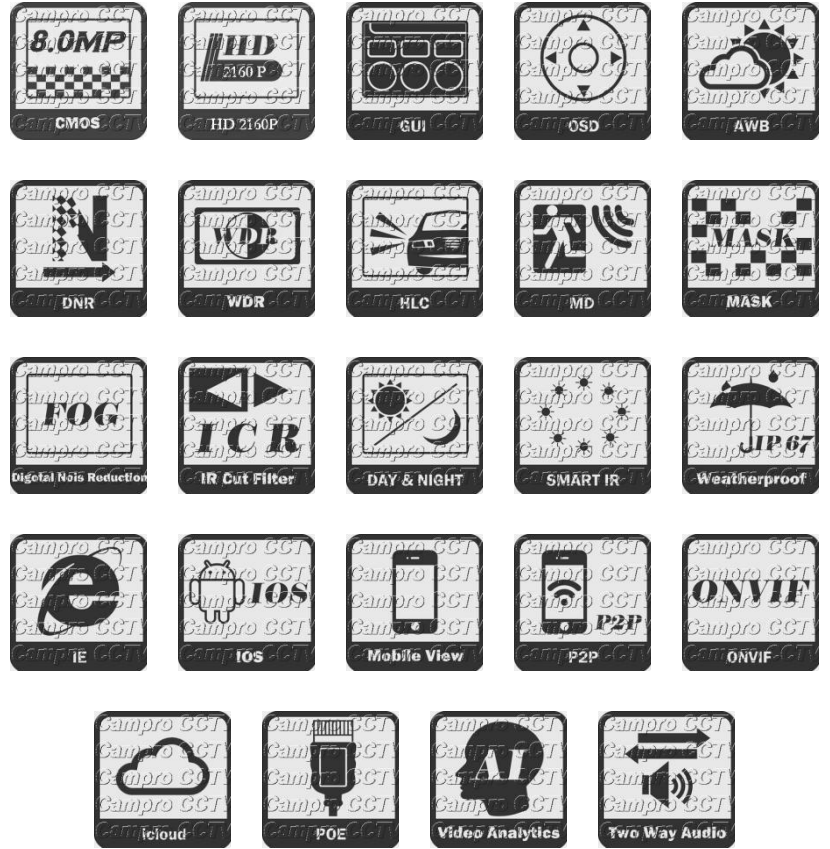 8.0MP
CMOS
HD
2160 P
HD 2160P
GUI
OSD
AWB
N
DNR
WDR
WDR
HLC
MD
MASK
MASK
FOG
Digetal Nois Reduction
ICR
IR Cut Filter
DAY & NIGHT
SMART IR
IP 67
Weatherproof
e
IE
IOS
IOS
Mobile View
P2P
P2P
ONVIF
ONVIF
icloud
POE
AI
Video Analytics
Two Way Audio
Campro CCTV